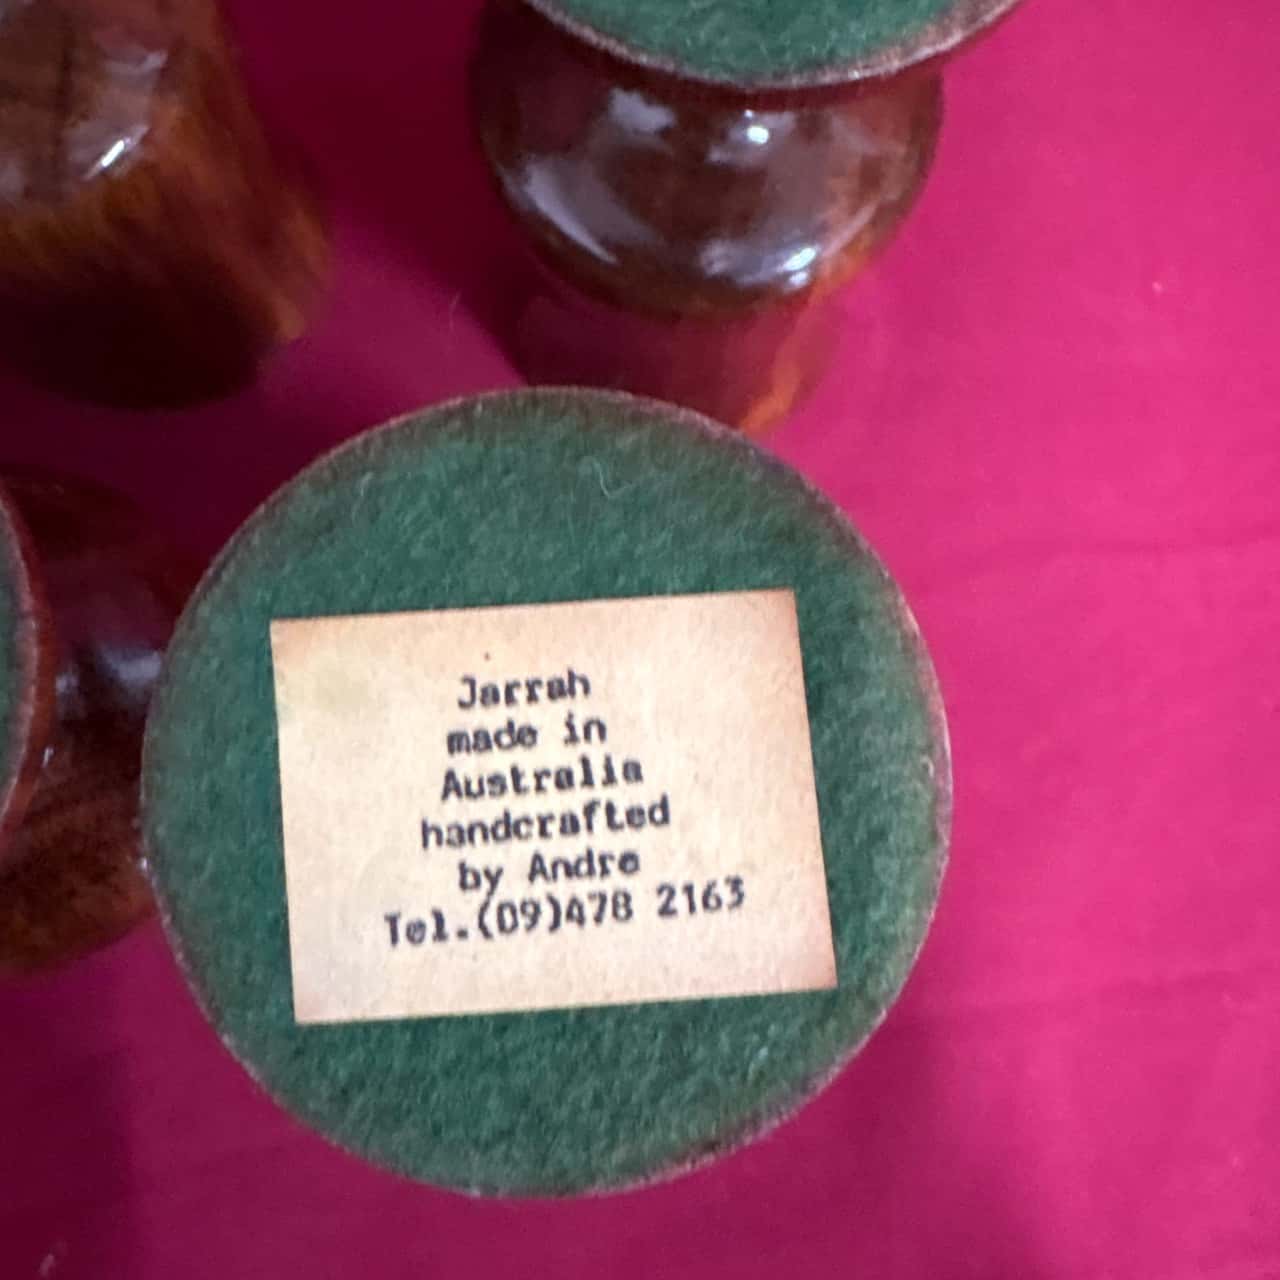 Jarrah
made in
Australia
handcrafted
by Andre
Tel.(09)478 2163